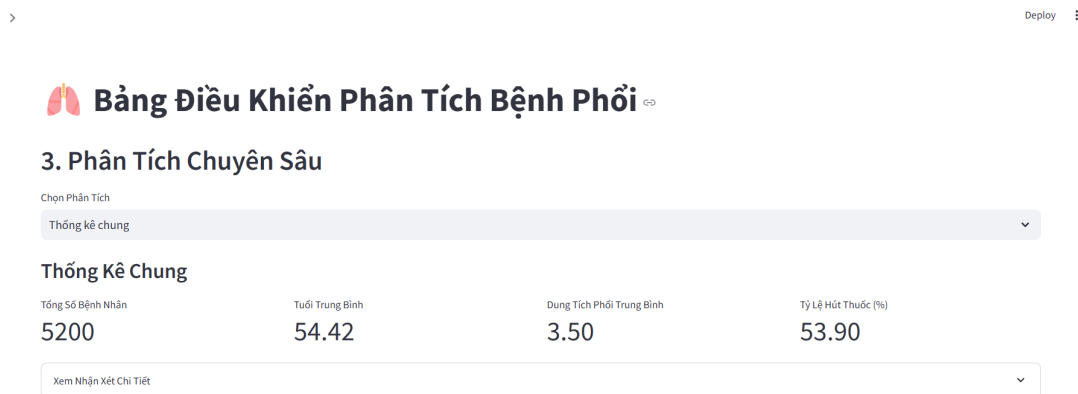 Deploy
Bảng Điều Khiển Phân Tích Bệnh Phổi
3. Phân Tích Chuyên Sâu
Chọn Phân Tích
Thống kê chung
Thống Kê Chung
Tổng Số Bệnh Nhân
5200
Tuổi Trung Bình
54.42
Dung Tích Phổi Trung Bình
3.50
Tỷ Lệ Hút Thuốc (%)
53.90
Xem Nhận Xét Chi Tiết